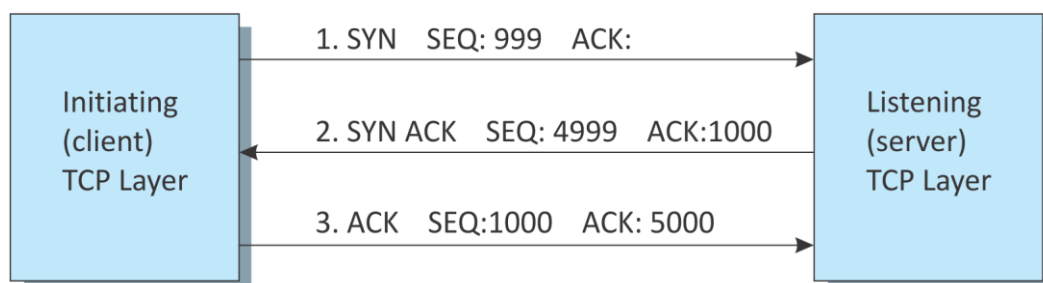 1. SYN SEQ: 999 ACK:
Initiating
(client)
TCP Layer
2. SYN ACK SEQ: 4999 ACK:1000
Listening
(server)
TCP Layer
3. ACK SEQ:1000 ACK: 5000